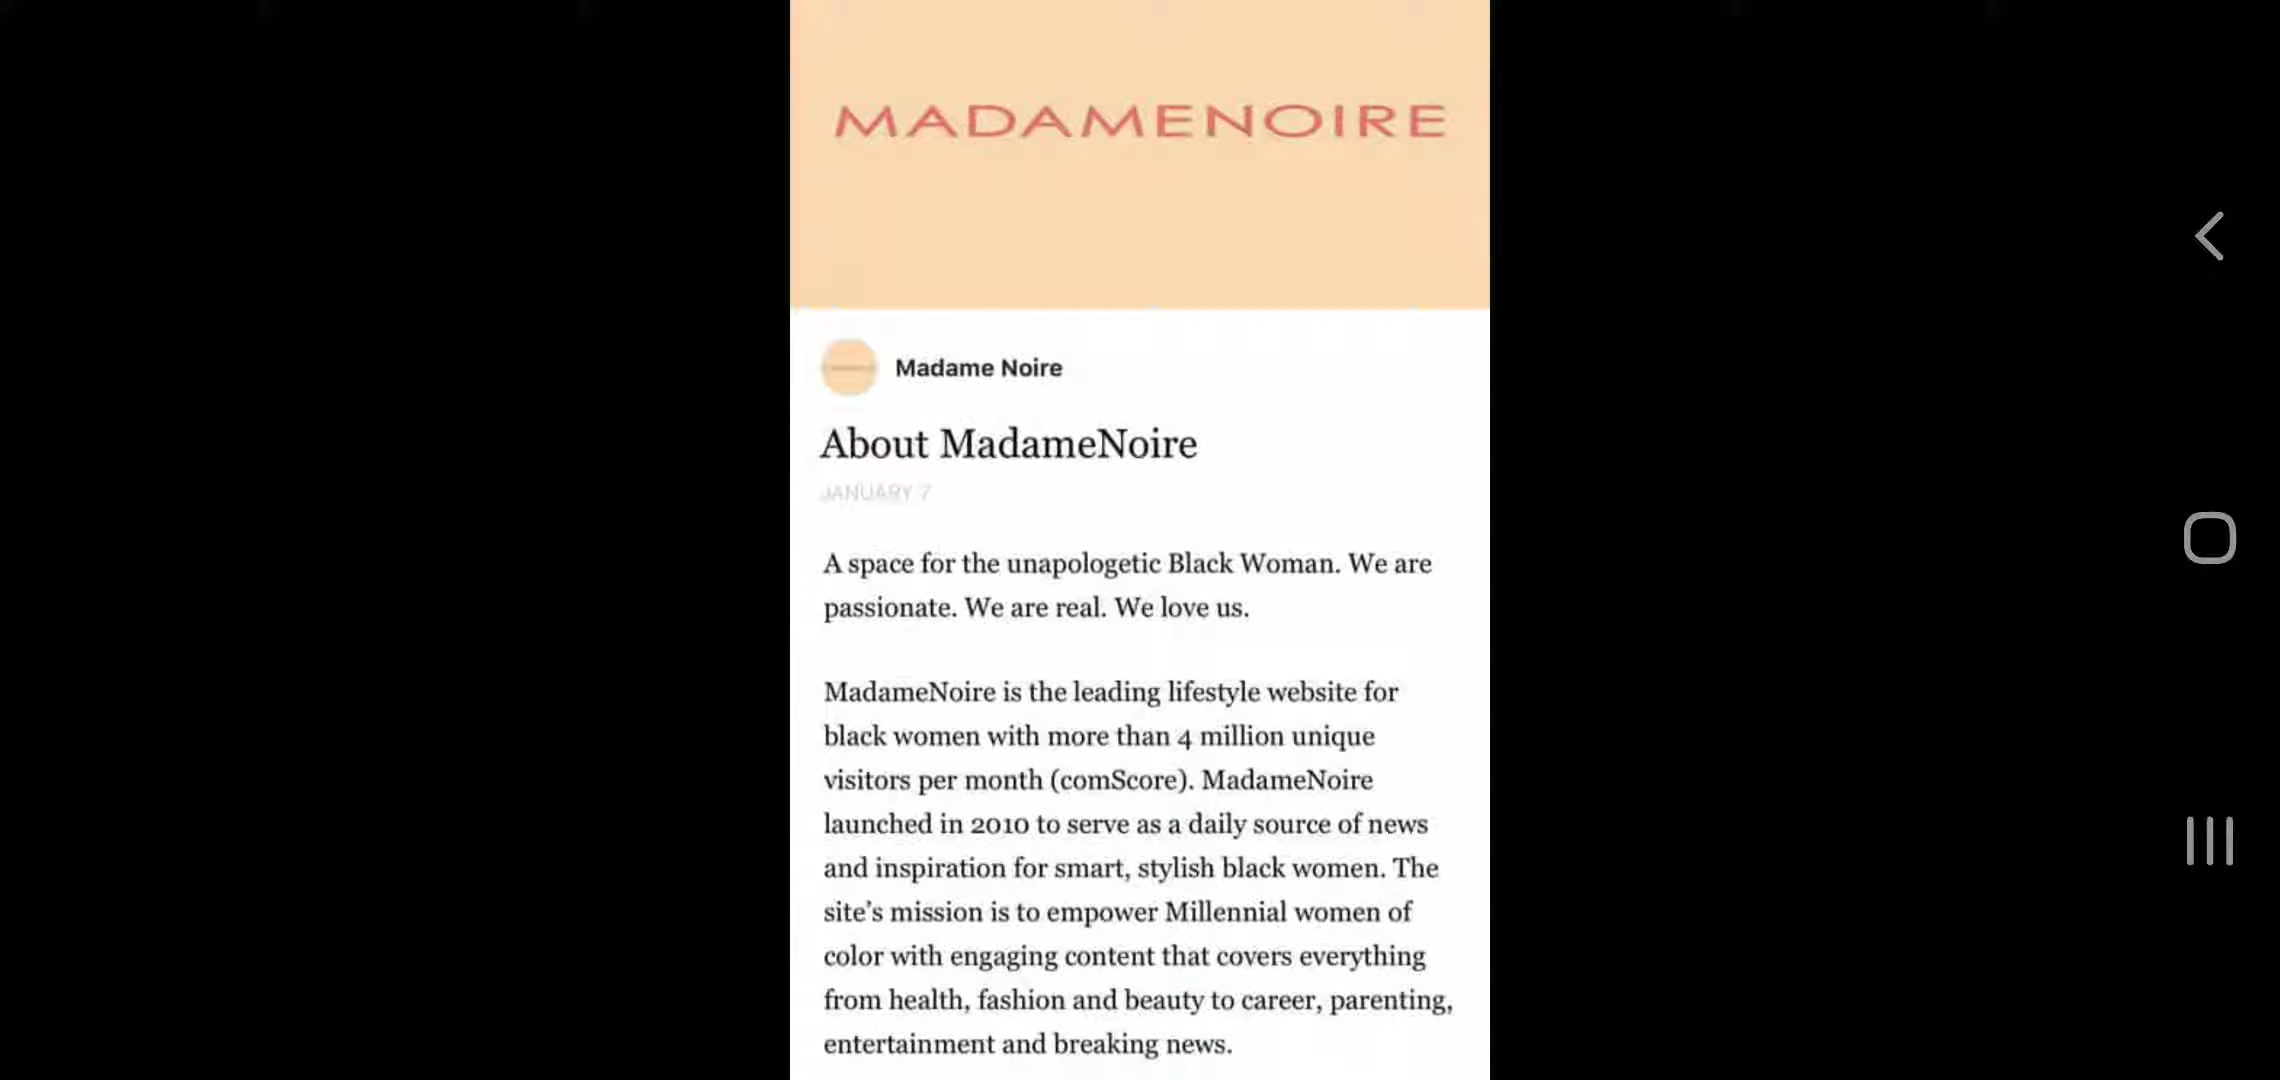 MADAMENOIRE
Madame Noire
About MadameNoire
JANUARY 7
A space for the unapologetic Black Woman. We are
passionate. We are real. We love us.
MadameNoire is the leading lifestyle website for
black women with more than 4 million unique
visitors per month (comScore). MadameNoire
launched in 2010 to serve as a daily source of news
and inspiration for smart, stylish black women. The
site's mission is to empower Millennial women of
color with engaging content that covers everything
from health, fashion and beauty to career, parenting,
entertainment and breaking news.